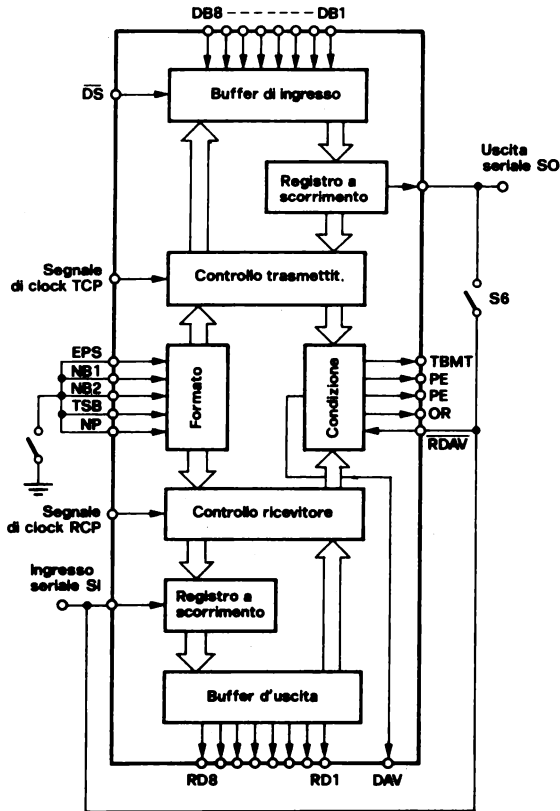 DB8 -------- DB1
DS
Buffer di ingresso
Uscita
seriale SO
Registro a
scorrimento
Segnale
di clock TCP
Controllo trasmettit.
S6
EPS
NB1
NB2
TSB
NP
Formato
Condizione
TBMT
PE
PE
OR
RDAV
Segnale
di clock RCP
Controllo ricevitore
Ingresso
seriale SI
Registro a
scorrimento
Buffer d'uscita
RD8
RD1
DAV